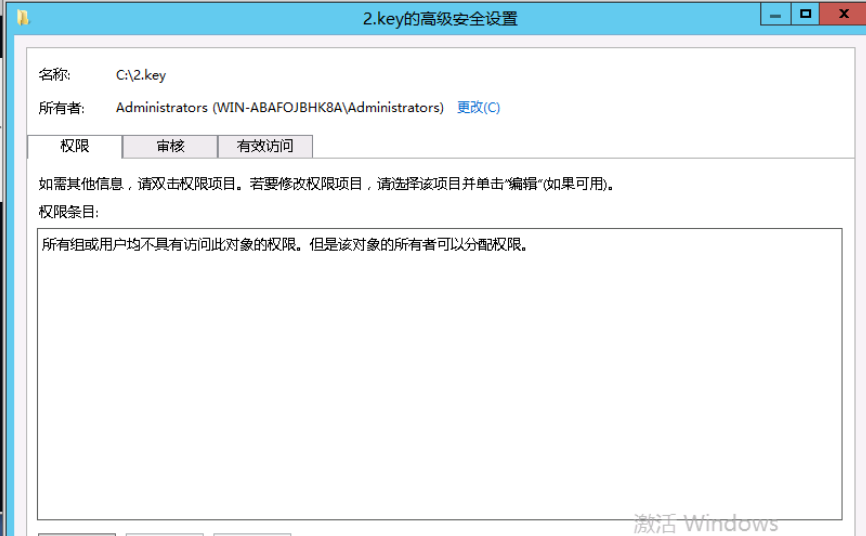 2.key的高级安全设置
名称: C:\2.key
所有者: Administrators (WIN-ABAFOJBHK8A\Administrators) 更改(C)
权限 审核 有效访问
如需其他信息，请双击权限项目。若要修改权限项目，请选择该项目并单击"编辑"(如果可用)。
权限条目:
所有组或用户均不具有访问此对象的权限。但是该对象的所有者可以分配权限。
激活 Windows